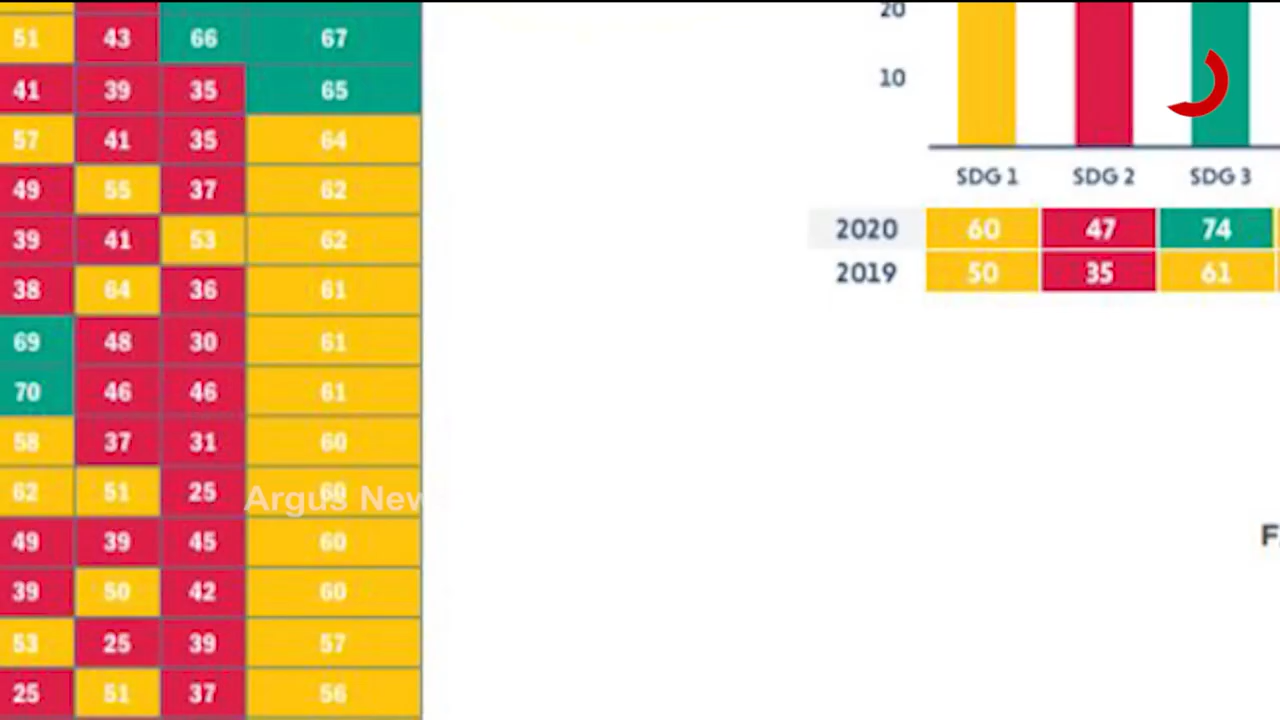 51 43 66 67
41 39 35 65
57 41 35 64
49 55 37 62
39 41 53 62
38 64 36 61
69 48 30 61
70 46 46 61
58 37 31 60
62 51 25 60
49 39 45 60
39 50 42 60
53 25 39 57
25 51 37 56
Argus New
20
10
SDG 1 SDG 2 SDG 3
2020 60 47 74
2019 50 35 61
F